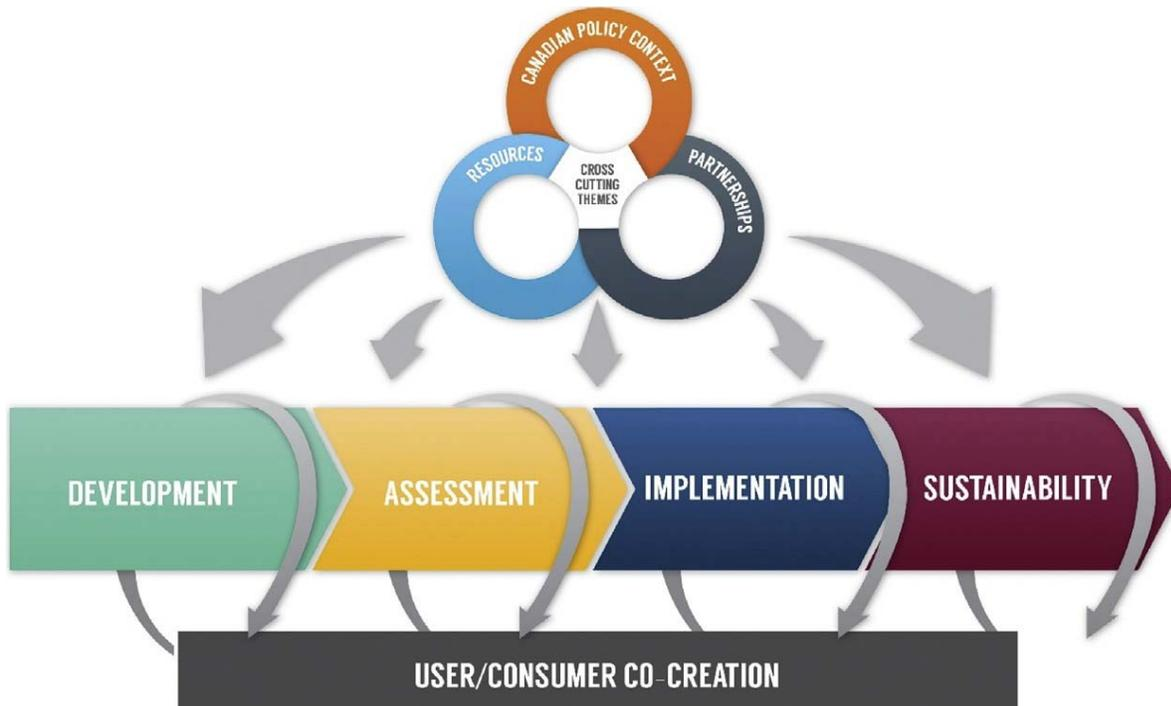 CANADIAN POLICY CONTEXT
RESOURCES
PARTNERSHIPS
CROSS
CUTTING
THEMES
DEVELOPMENT
ASSESSMENT
IMPLEMENTATION
SUSTAINABILITY
USER/CONSUMER CO-CREATION